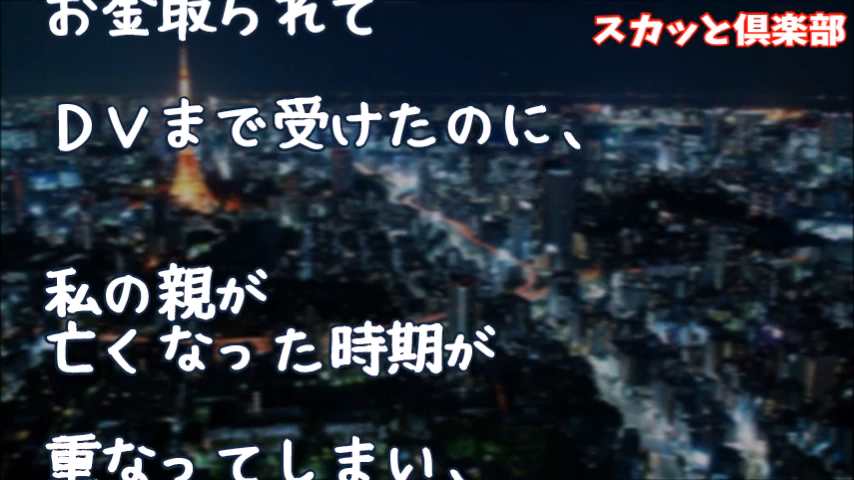 お金取られて
スカッと倶楽部
ＤＶまで受けたのに、
私の親が
亡くなった時期が
重なってしまい、